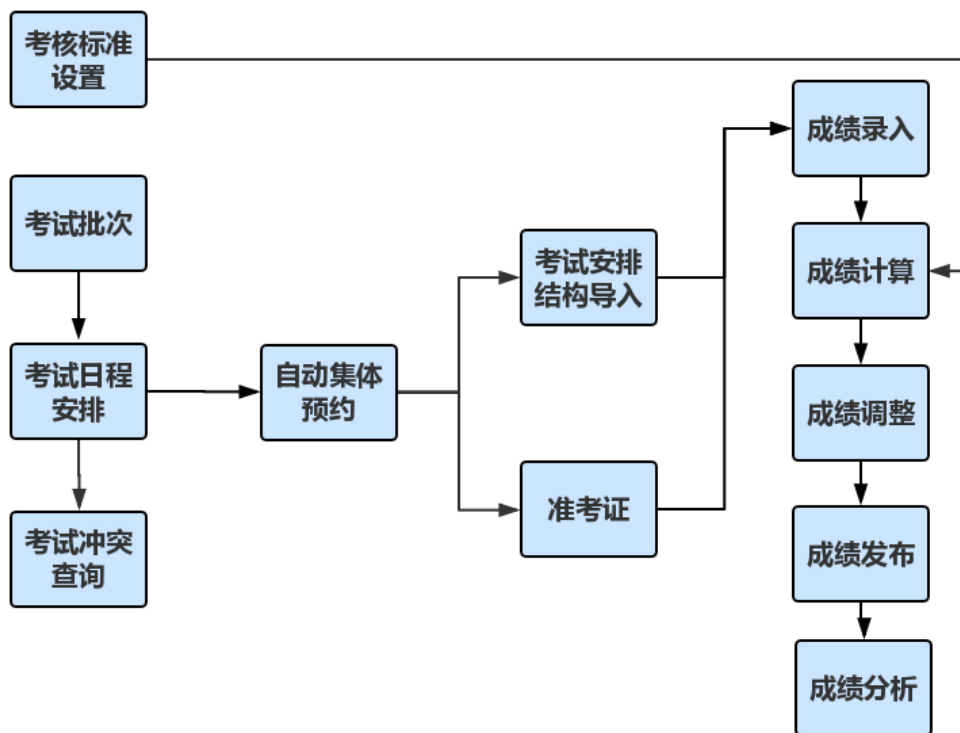 考核标准
设置
考试批次
考试日程
安排
考试冲突
查询
自动集体
预约
考试安排
结构导入
准考证
成绩录入
成绩计算
成绩调整
成绩发布
成绩分析